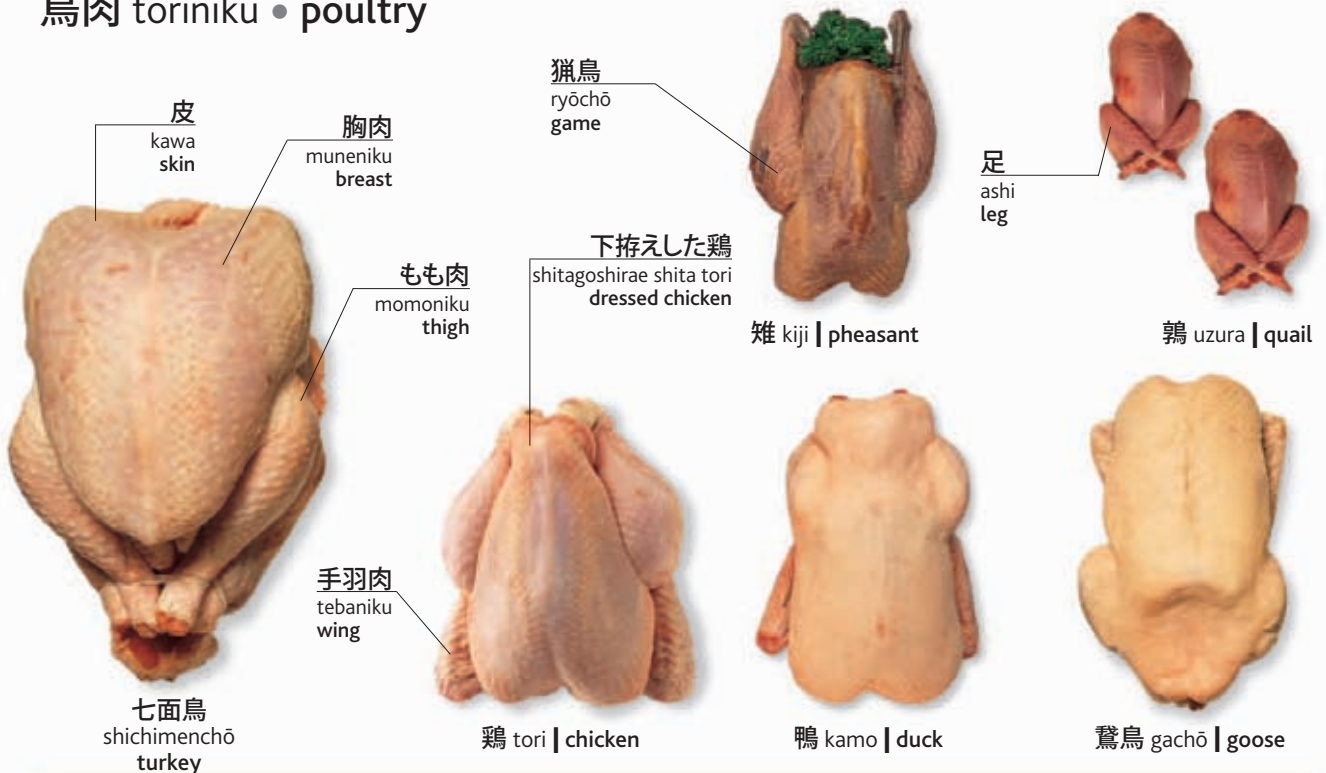 鳥肉 toriniku • poultry
皮
kawa
skin
胸肉
muneniku
breast
もも肉
momoniku
thigh
七面鳥
shichimenchō
turkey
下拵えした鶏
shitagoshirae shita tori
dressed chicken
手羽肉
tebaniku
wing
鶏 tori | chicken
猟鳥
ryōchō
game
雉 kiji | pheasant
足
ashi
leg
鶉 uzura | quail
鴨 kamo | duck
鵞鳥 gachō | goose